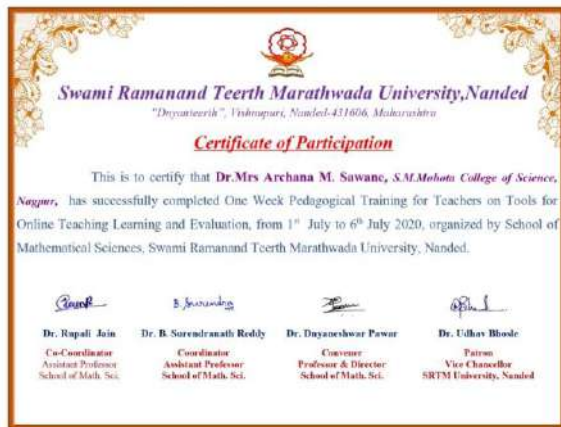 Swami Ramanand Teerth Marathwada University,Nanded
"Dnyanteerth", Vishnupuri, Nanded-431606, Maharashtra
Certificate of Participation
This is to certify that Dr.Mrs Archana M. Sawane, S.M.Mohota College of Science,
Nagpur, has successfully completed One Week Pedagogical Training for Teachers on Tools for
Online Teaching Learning and Evaluation, from 1st July to 6th July 2020, organized by School of
Mathematical Sciences, Swami Ramanand Teerth Marathwada University, Nanded.
B. Surendra
Dr. Rupali Jain Dr. B. Surendranath Reddy Dr. Dnyaneshwar Pawar Dr. Udhav Bhosle
Co-Coordinator Coordinator Convener Patron
Assistant Professor Assistant Professor Professor & Director Vice Chancellor
School of Math. Sci. School of Math. Sci. School of Math. Sci. SRTM University, Nanded